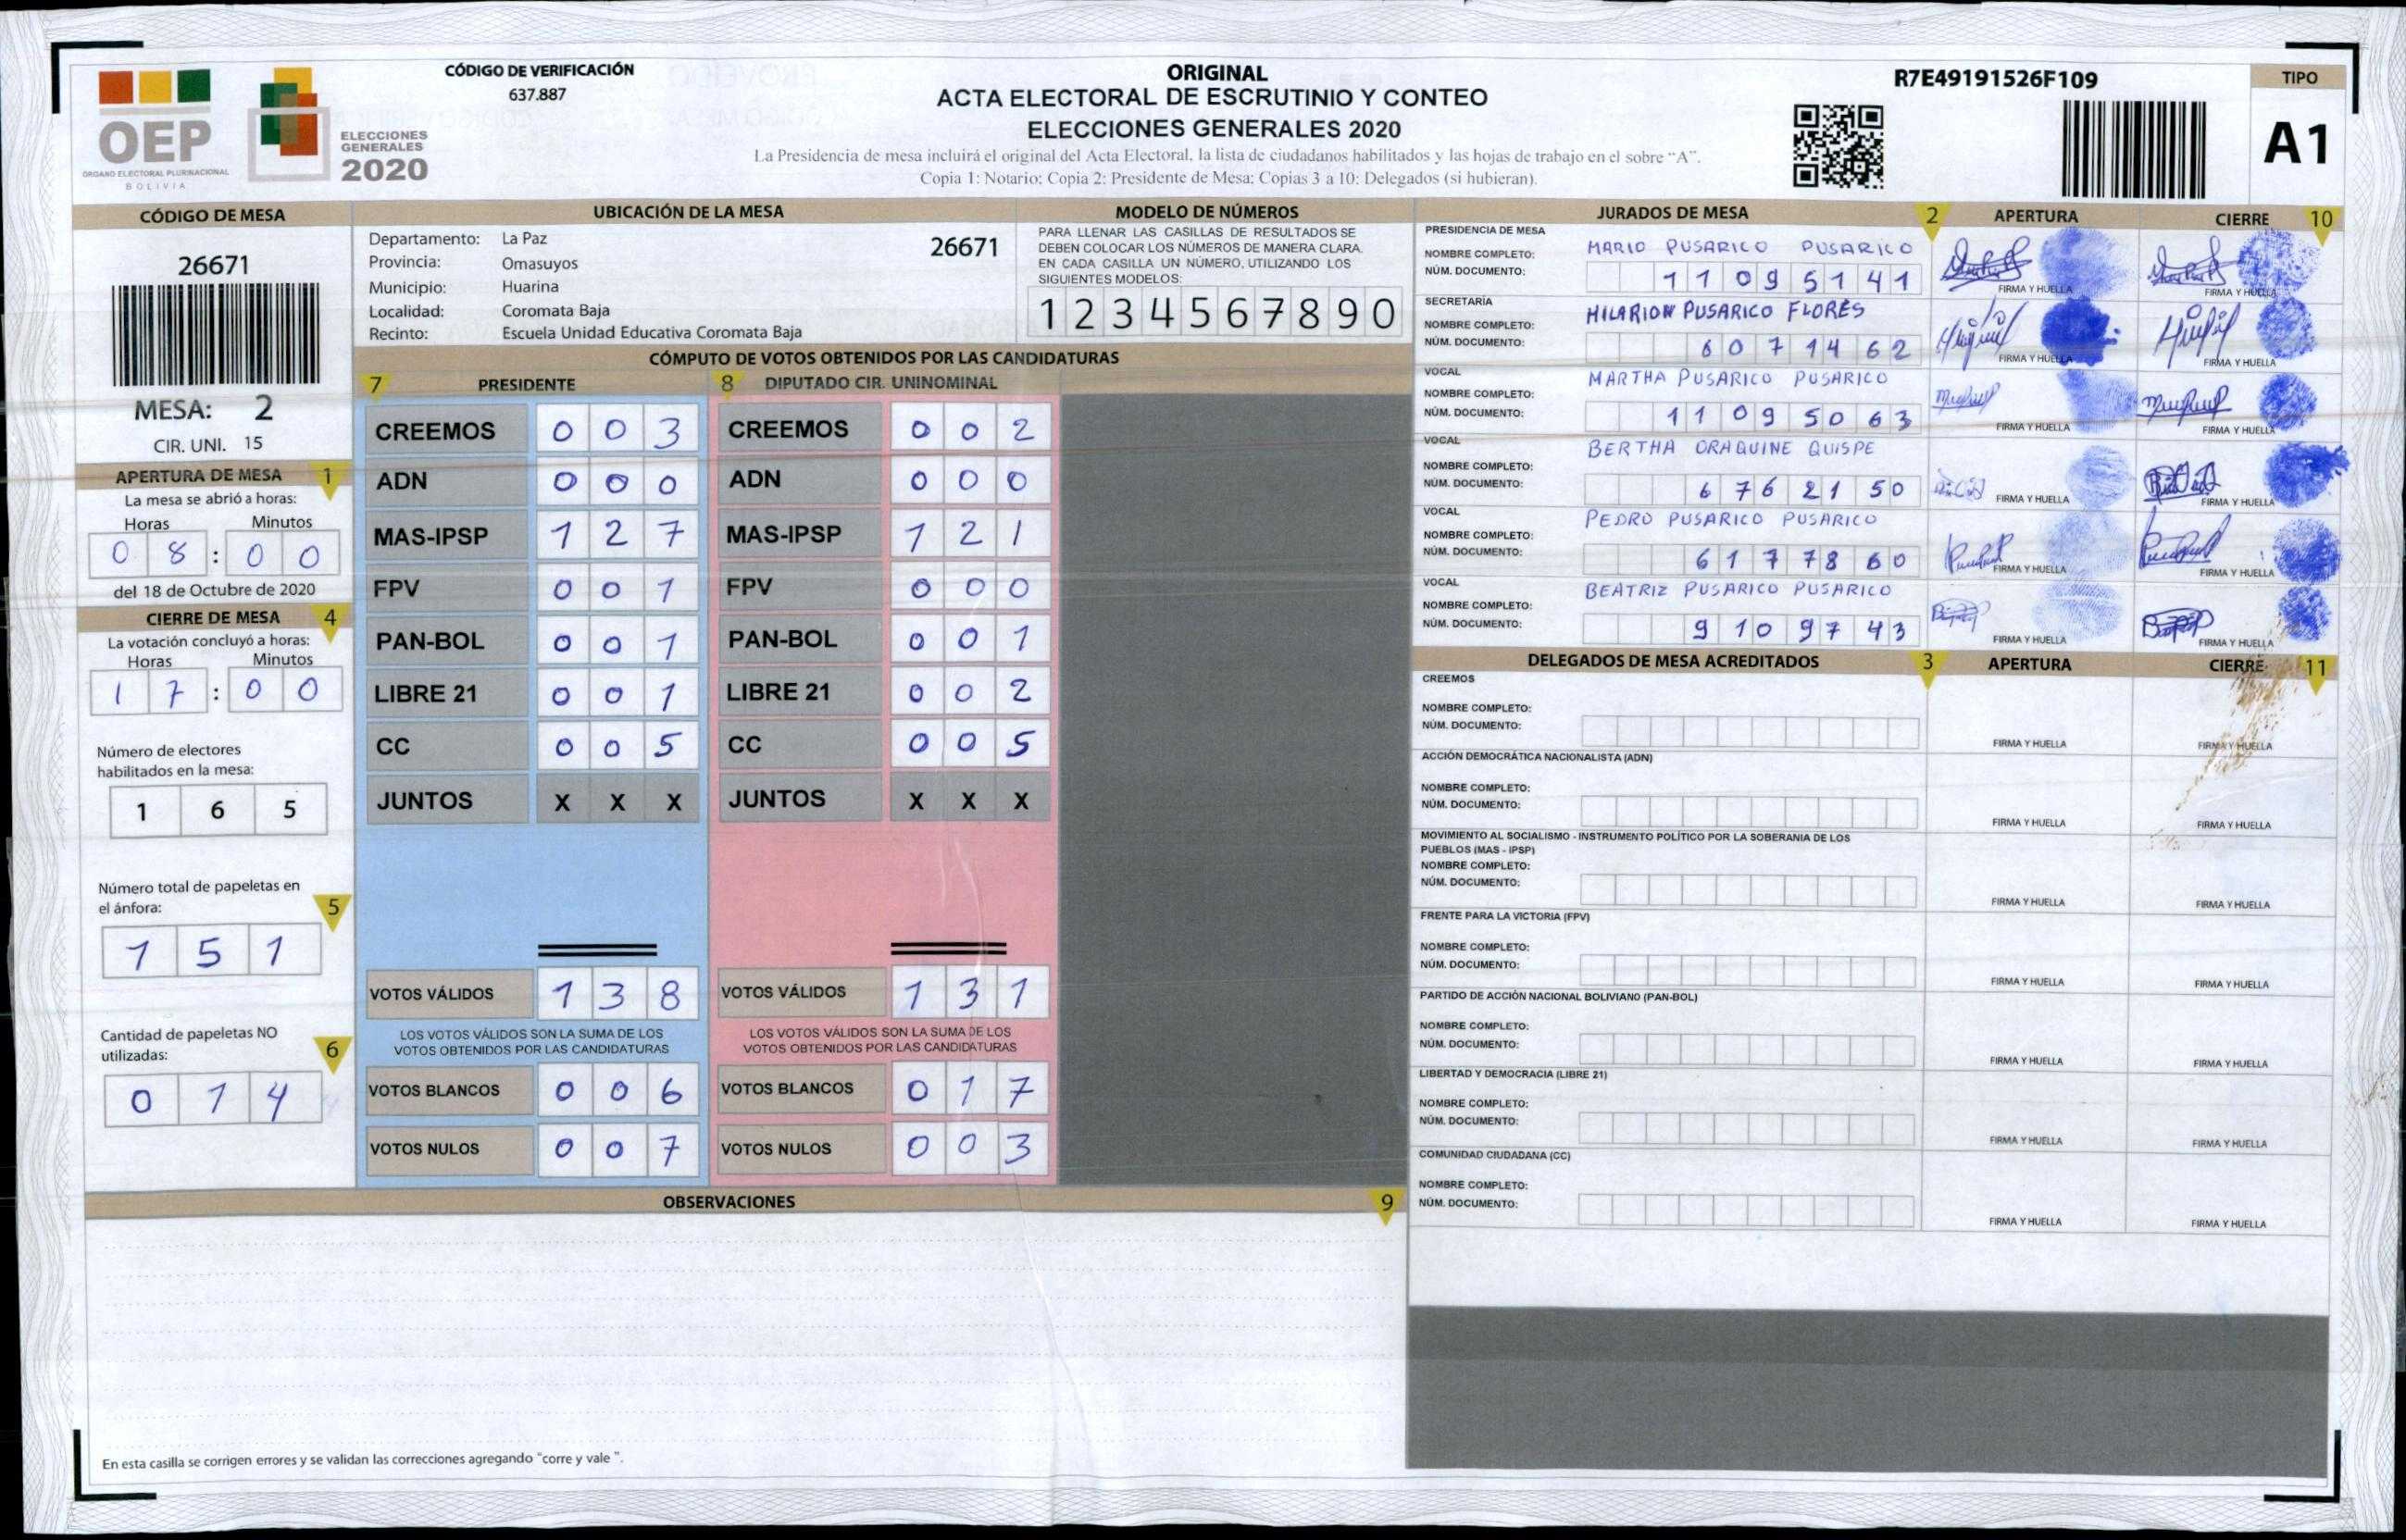 OEP
ÓRGANO ELECTORAL PLURINACIONAL
BOLIVIA
ELECCIONES
GENERALES
2020
CÓDIGO DE VERIFICACIÓN
637.887
ORIGINAL
ACTA ELECTORAL DE ESCRUTINIO Y CONTEO
ELECCIONES GENERALES 2020
La Presidencia de mesa incluirá el original del Acta Electoral, la lista de ciudadanos habilitados y las hojas de trabajo en el sobre “A”.
Copia 1: Notario; Copia 2: Presidente de Mesa; Copias 3 a 10: Delegados (si hubieran).
R7E49191526F109
TIPO
A1
CÓDIGO DE MESA
26671
MESA: 2
CIR. UNI. 15
APERTURA DE MESA 1
La mesa se abrió a horas:
Horas Minutos
0 8 : 0 0
del 18 de Octubre de 2020
CIERRE DE MESA 4
La votación concluyó a horas:
Horas Minutos
1 7 : 0 0
Número de electores
habilitados en la mesa:
1 6 5
Número total de papeletas en
el ánfora: 5
1 5 1
Cantidad de papeletas NO
utilizadas: 6
0 1 4
UBICACIÓN DE LA MESA
Departamento: La Paz 26671
Provincia: Omasuyos
Municipio: Huarina
Localidad: Coromata Baja
Recinto: Escuela Unidad Educativa Coromata Baja
MODELO DE NÚMEROS
PARA LLENAR LAS CASILLAS DE RESULTADOS SE
DEBEN COLOCAR LOS NÚMEROS DE MANERA CLARA.
EN CADA CASILLA UN NÚMERO, UTILIZANDO LOS
SIGUIENTES MODELOS:
1 2 3 4 5 6 7 8 9 0
CÓMPUTO DE VOTOS OBTENIDOS POR LAS CANDIDATURAS
7 PRESIDENTE 8 DIPUTADO CIR. UNINOMINAL
CREEMOS 0 0 3 CREEMOS 0 0 2
ADN 0 0 0 ADN 0 0 0
MAS-IPSP 1 2 7 MAS-IPSP 1 2 1
FPV 0 0 1 FPV 0 0 0
PAN-BOL 0 0 1 PAN-BOL 0 0 1
LIBRE 21 0 0 1 LIBRE 21 0 0 2
CC 0 0 5 CC 0 0 5
JUNTOS X X X JUNTOS X X X
VOTOS VÁLIDOS 1 3 8 VOTOS VÁLIDOS 1 3 1
LOS VOTOS VÁLIDOS SON LA SUMA DE LOS
VOTOS OBTENIDOS POR LAS CANDIDATURAS
LOS VOTOS VÁLIDOS SON LA SUMA DE LOS
VOTOS OBTENIDOS POR LAS CANDIDATURAS
VOTOS BLANCOS 0 0 6 VOTOS BLANCOS 0 1 7
VOTOS NULOS 0 0 7 VOTOS NULOS 0 0 3
OBSERVACIONES 9
En esta casilla se corrigen errores y se validan las correcciones agregando “corre y vale ”.
JURADOS DE MESA 2 APERTURA CIERRE 10
PRESIDENCIA DE MESA
NOMBRE COMPLETO: MARIO PUSARICO PUSARICO
NÚM. DOCUMENTO: 1 1 0 9 5 1 4 1
FIRMA Y HUELLA FIRMA Y HUELLA
SECRETARÍA
NOMBRE COMPLETO: HILARION PUSARICO FLORES
NÚM. DOCUMENTO: 6 0 7 1 4 6 2
FIRMA Y HUELLA FIRMA Y HUELLA
VOCAL
NOMBRE COMPLETO: MARTHA PUSARICO PUSARICO
NÚM. DOCUMENTO: 1 1 0 9 5 0 6 3
FIRMA Y HUELLA FIRMA Y HUELLA
VOCAL
NOMBRE COMPLETO: BERTHA ORAQUINE QUISPE
NÚM. DOCUMENTO: 6 7 6 2 1 5 0
FIRMA Y HUELLA FIRMA Y HUELLA
VOCAL
NOMBRE COMPLETO: PEDRO PUSARICO PUSARICO
NÚM. DOCUMENTO: 6 1 7 7 8 6 0
FIRMA Y HUELLA FIRMA Y HUELLA
VOCAL
NOMBRE COMPLETO: BEATRIZ PUSARICO PUSARICO
NÚM. DOCUMENTO: 9 1 0 9 7 4 3
FIRMA Y HUELLA FIRMA Y HUELLA
DELEGADOS DE MESA ACREDITADOS 3 APERTURA CIERRE 11
CREEMOS
NOMBRE COMPLETO:
NÚM. DOCUMENTO:
FIRMA Y HUELLA FIRMA Y HUELLA
ACCIÓN DEMOCRÁTICA NACIONALISTA (ADN)
NOMBRE COMPLETO:
NÚM. DOCUMENTO:
FIRMA Y HUELLA FIRMA Y HUELLA
MOVIMIENTO AL SOCIALISMO - INSTRUMENTO POLÍTICO POR LA SOBERANIA DE LOS
PUEBLOS (MAS - IPSP)
NOMBRE COMPLETO:
NÚM. DOCUMENTO:
FIRMA Y HUELLA FIRMA Y HUELLA
FRENTE PARA LA VICTORIA (FPV)
NOMBRE COMPLETO:
NÚM. DOCUMENTO:
FIRMA Y HUELLA FIRMA Y HUELLA
PARTIDO DE ACCIÓN NACIONAL BOLIVIANO (PAN-BOL)
NOMBRE COMPLETO:
NÚM. DOCUMENTO:
FIRMA Y HUELLA FIRMA Y HUELLA
LIBERTAD Y DEMOCRACIA (LIBRE 21)
NOMBRE COMPLETO:
NÚM. DOCUMENTO:
FIRMA Y HUELLA FIRMA Y HUELLA
COMUNIDAD CIUDADANA (CC)
NOMBRE COMPLETO:
NÚM. DOCUMENTO:
FIRMA Y HUELLA FIRMA Y HUELLA